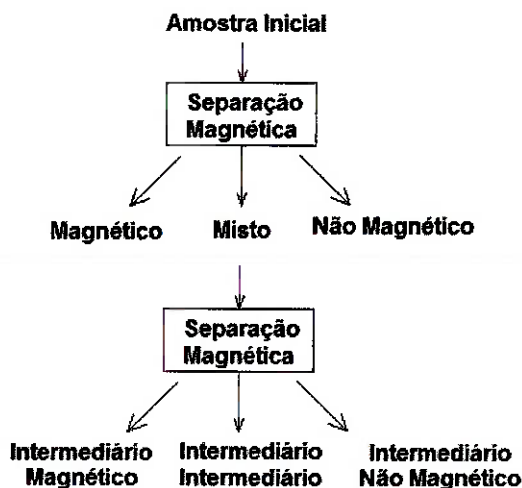 Amostra Inicial
Separação
Magnética
Magnético
Misto
Não Magnético
Separação
Magnética
Intermediário
Magnético
Intermediário
Intermediário
Intermediário
Não Magnético